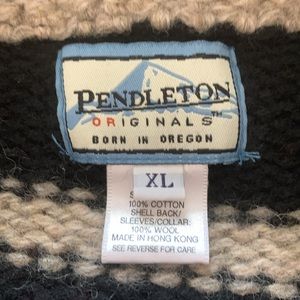 PENDLETON
ORIGINALS™
BORN IN OREGON
XL
S
100% COTTON
SHELL BACK/
SLEEVES/COLLAR:
100% WOOL
MADE IN HONG KONG
SEE REVERSE FOR CARE